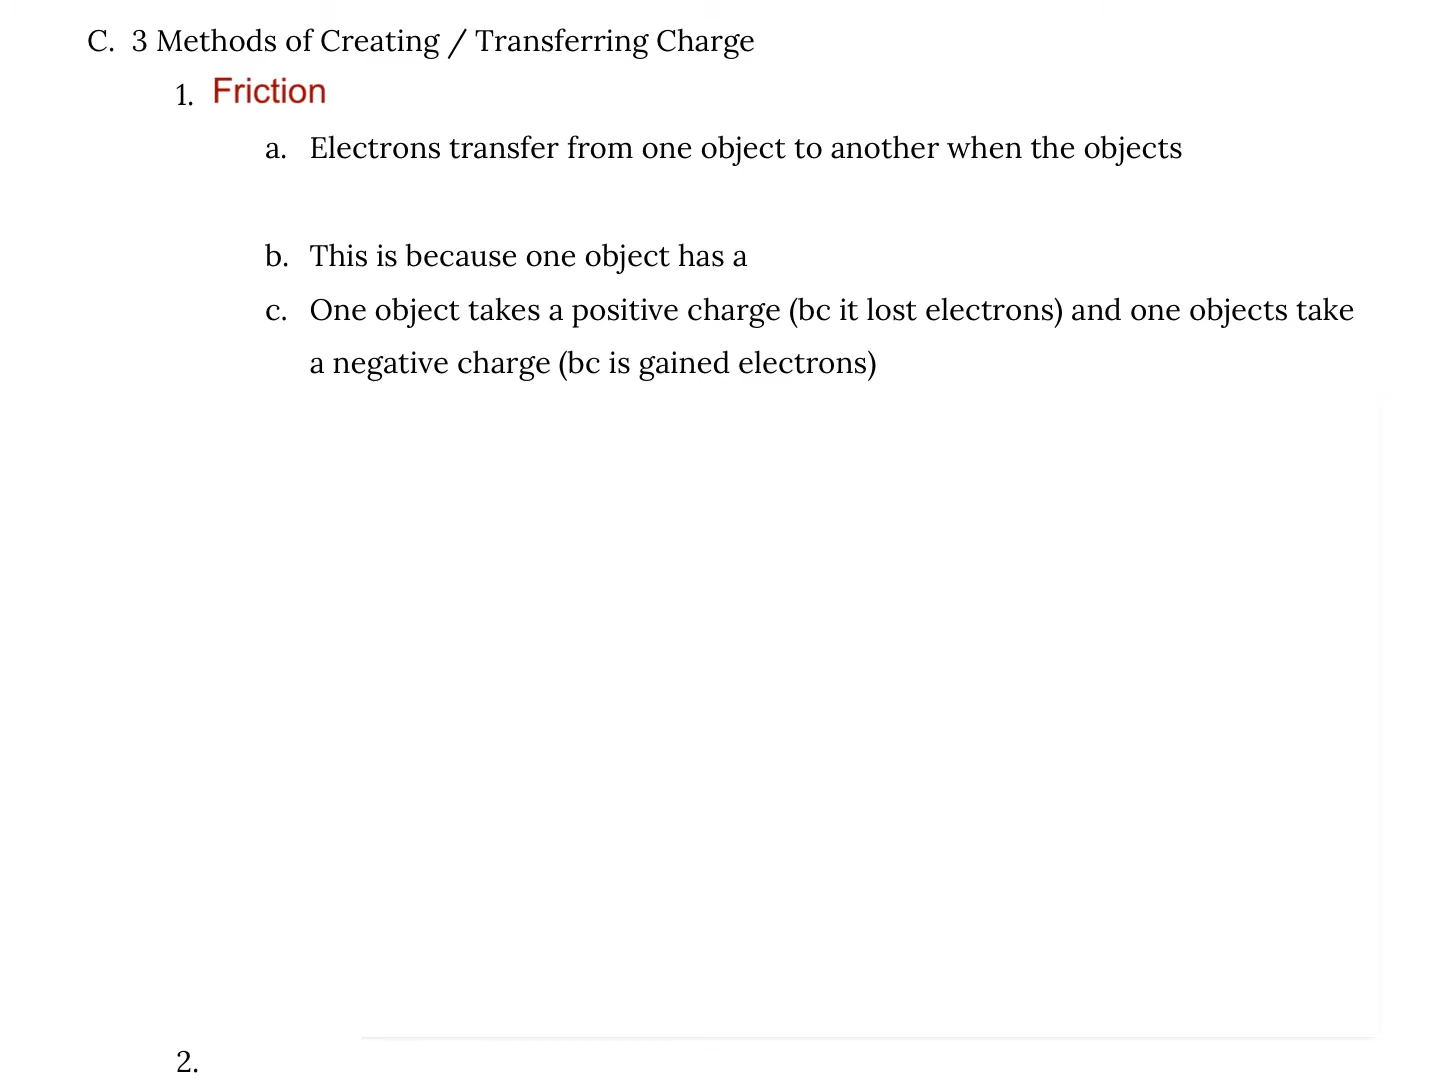 C. 3 Methods of Creating / Transferring Charge
1. Friction
a. Electrons transfer from one object to another when the objects
b. This is because one object has a
c. One object takes a positive charge (bc it lost electrons) and one objects take
a negative charge (bc is gained electrons)
2.